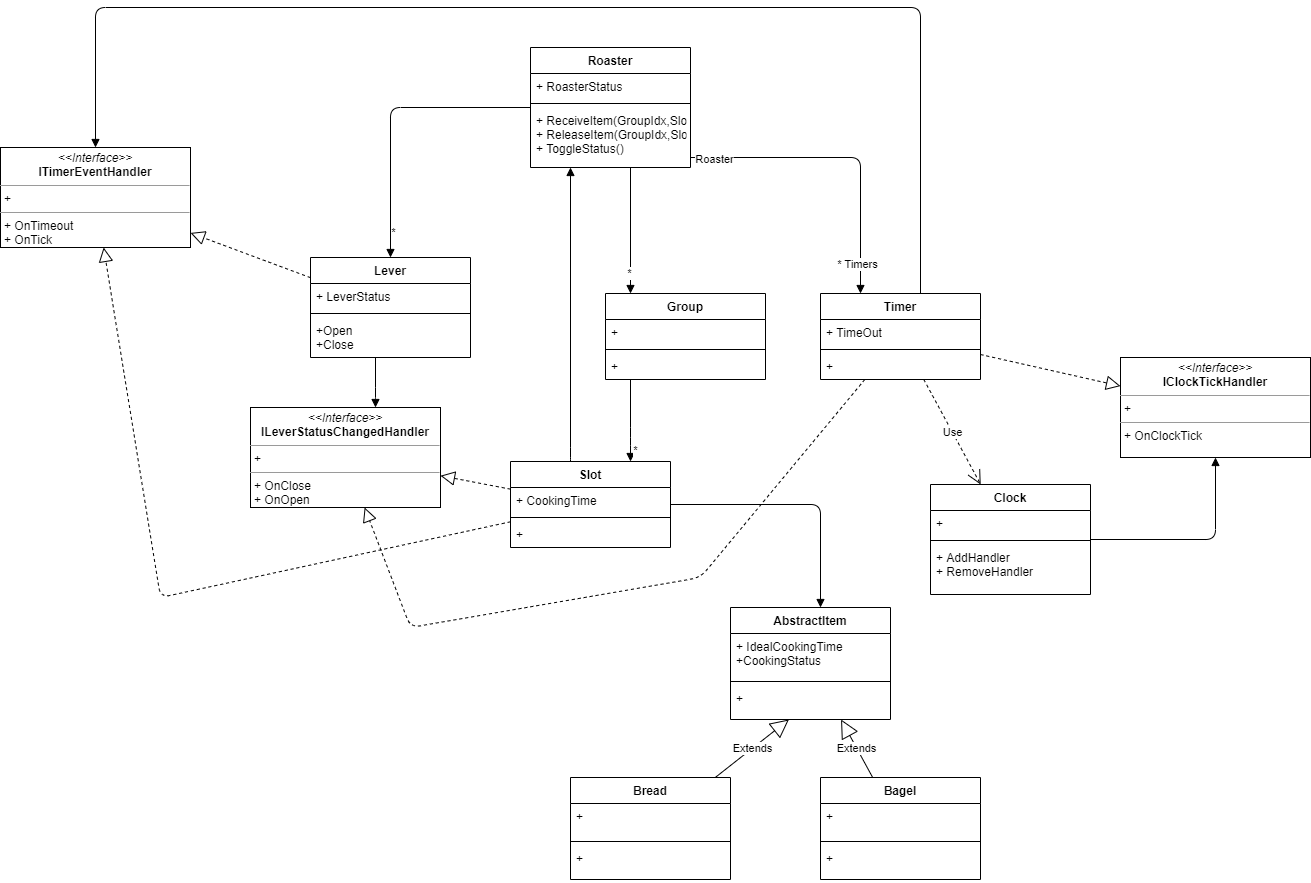 Roaster
+ RoasterStatus
+ ReceiveItem(GroupIdx,Slo
+ ReleaseItem(GroupIdx,Slo
+ ToggleStatus()
Roaster
<<Interface>>
ITimerEventHandler
+
+ OnTimeout
+ OnTick
*
Lever
+ LeverStatus
+Open
+Close
*
Group
+
+
* Timers
Timer
+ TimeOut
+
<<Interface>>
IClockTickHandler
+
+ OnClockTick
<<Interface>>
ILeverStatusChangedHandler
+
+ OnClose
+ OnOpen
*
Slot
+ CookingTime
+
Use
Clock
+
+ AddHandler
+ RemoveHandler
AbstractItem
+ IdealCookingTime
+CookingStatus
+
Extends
Extends
Bread
+
+
Bagel
+
+